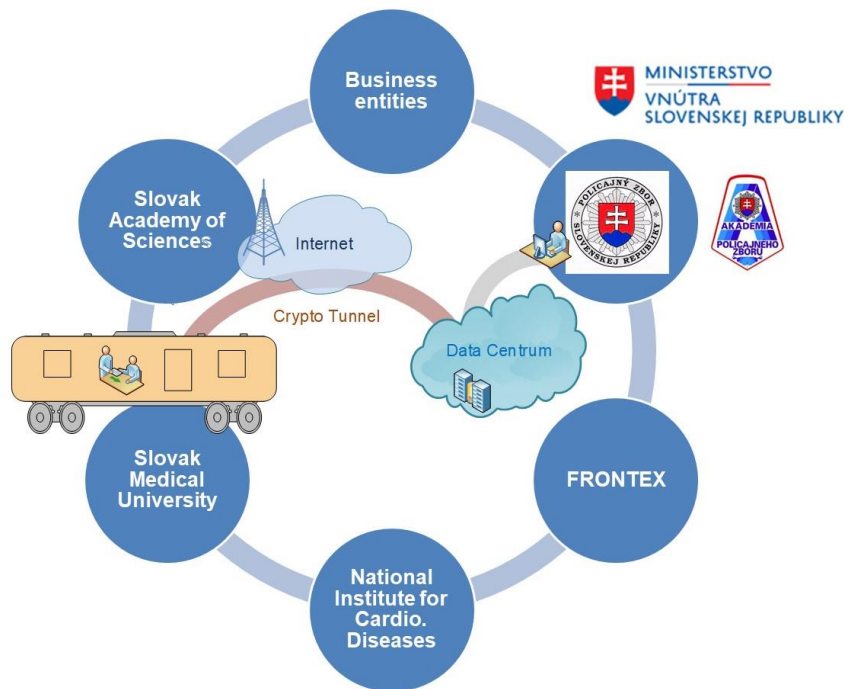 Business
entities
MINISTERSTVO
VNÚTRA
SLOVENSKEJ REPUBLIKY
Slovak
Academy of
Sciences
POLICAJNÝ ZBOR
SLOVENSKEJ REPUBLIKY
AKADÉMIA
POLICAJNEHO
ZBORU
Internet
Crypto Tunnel
Data Centrum
Slovak
Medical
University
FRONTEX
National
Institute for
Cardio.
Diseases